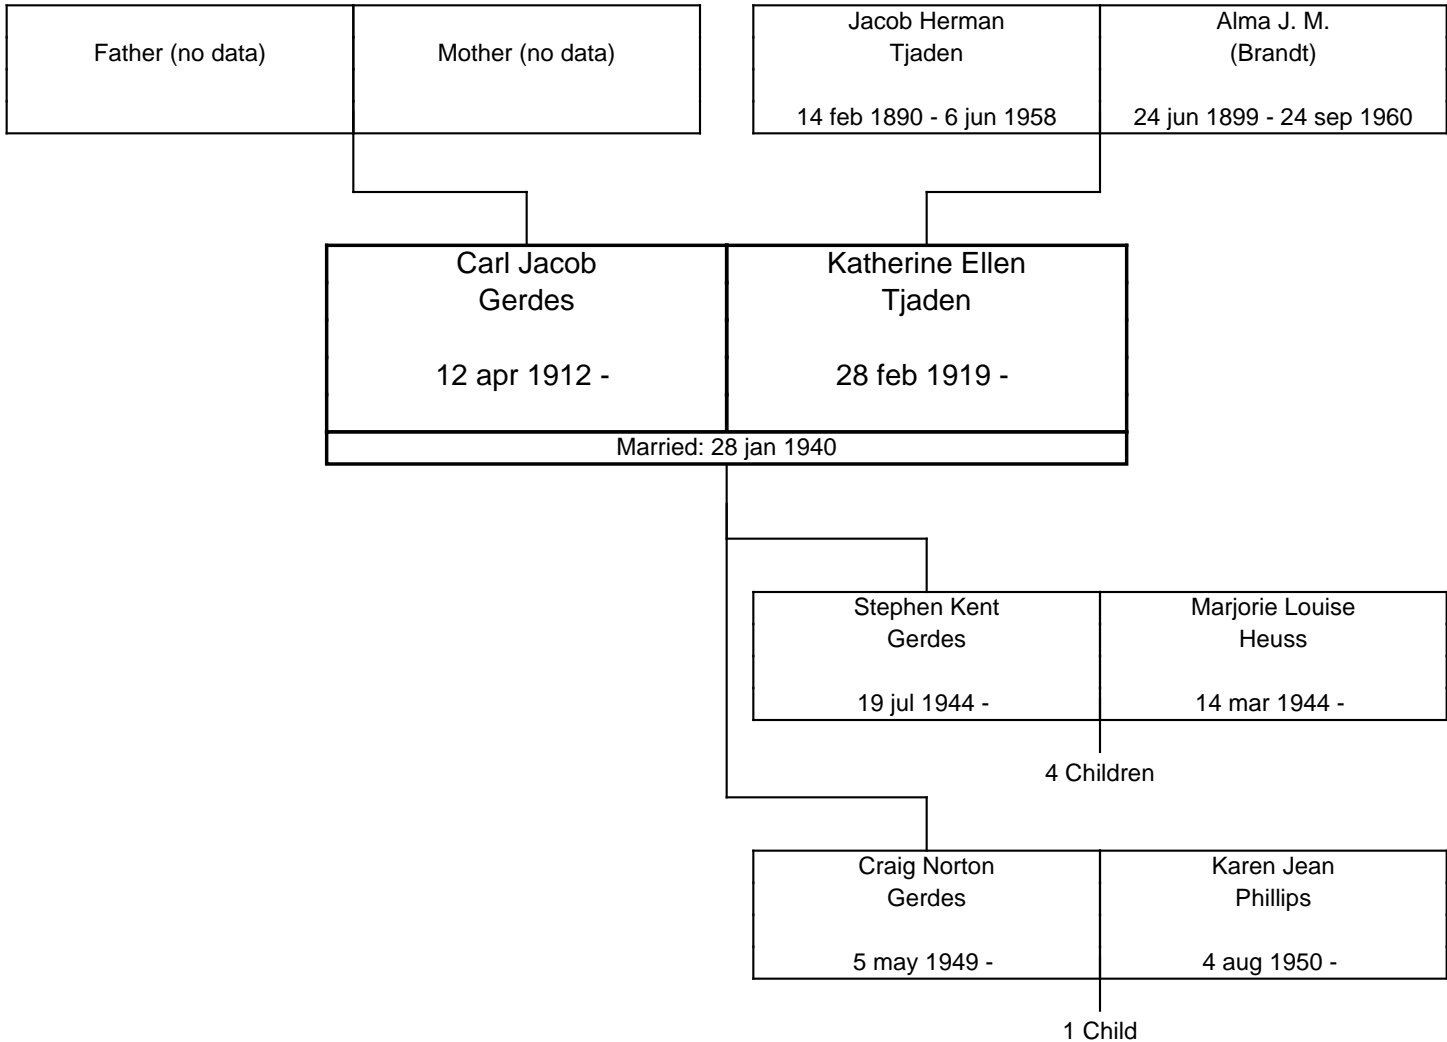 Father (no data)
Mother (no data)
Jacob Herman
Tjaden
14 feb 1890 - 6 jun 1958
Alma J. M.
(Brandt)
24 jun 1899 - 24 sep 1960
Carl Jacob
Gerdes
12 apr 1912 -
Katherine Ellen
Tjaden
28 feb 1919 -
Married: 28 jan 1940
Stephen Kent
Gerdes
19 jul 1944 -
Marjorie Louise
Heuss
14 mar 1944 -
4 Children
Craig Norton
Gerdes
5 may 1949 -
Karen Jean
Phillips
4 aug 1950 -
1 Child